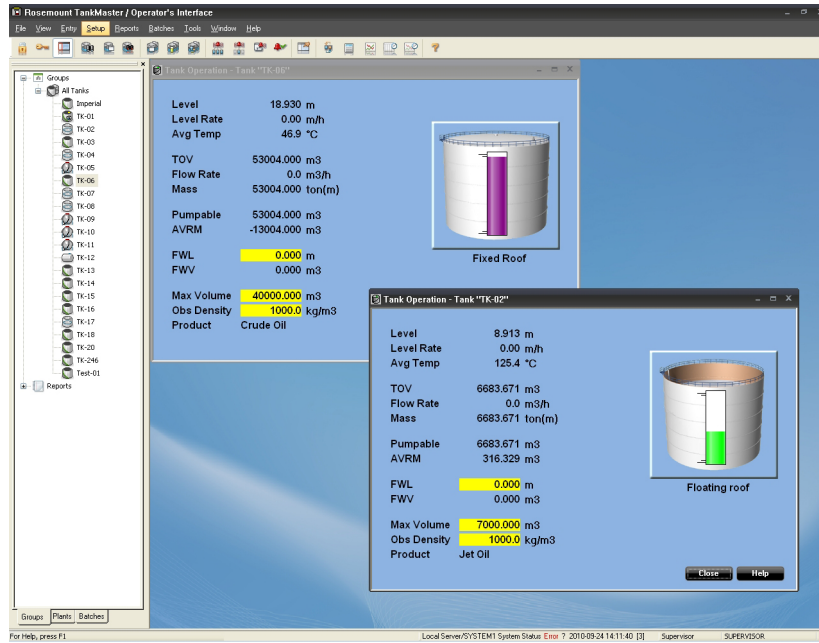 Rosemount TankMaster / Operator's Interface
File View Entry Setup Reports Batches Tools Window Help
Groups
All Tanks
Imperial
TK-01
TK-02
TK-03
TK-04
TK-05
TK-06
TK-07
TK-08
TK-09
TK-10
TK-11
TK-12
TK-13
TK-14
TK-15
TK-16
TK-17
TK-18
TK-20
TK-246
Test-01
Reports
Groups Plants Batches
Tank Operation - Tank "TK-06"
Level 18.930 m
Level Rate 0.00 m/h
Avg Temp 46.9 °C
TOV 53004.000 m3
Flow Rate 0.0 m3/h
Mass 53004.000 ton(m)
Pumpable 53004.000 m3
AVRM -13004.000 m3
FWL 0.000 m
FWV 0.000 m3
Max Volume 40000.000 m3
Obs Density 1000.0 kg/m3
Product Crude Oil
Fixed Roof
Tank Operation - Tank "TK-02"
Level 8.913 m
Level Rate 0.00 m/h
Avg Temp 125.4 °C
TOV 6683.671 m3
Flow Rate 0.0 m3/h
Mass 6683.671 ton(m)
Pumpable 6683.671 m3
AVRM 316.329 m3
FWL 0.000 m
FWV 0.000 m3
Max Volume 7000.000 m3
Obs Density 1000.0 kg/m3
Product Jet Oil
Floating roof
Close Help
For Help, press F1
Local Server/SYSTEM1 System Status Error ? 2010-09-24 14:11:40 [3] Supervisor SUPERVISOR